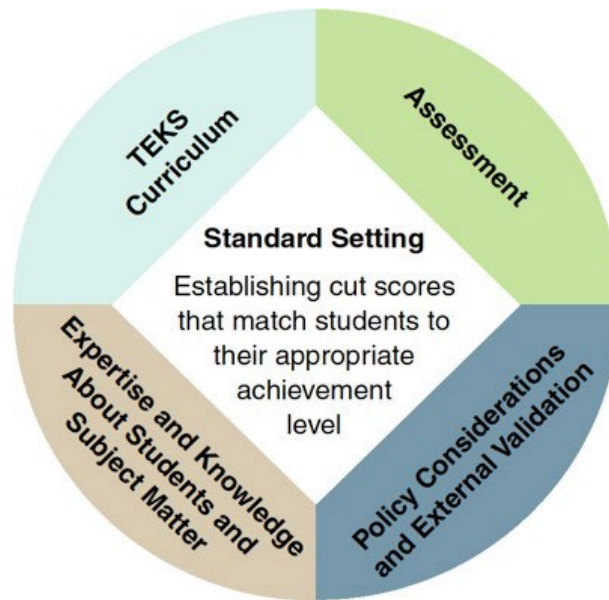 TEKS
Curriculum
Assessment
Standard Setting
Establishing cut scores
that match students to
their appropriate
achievement
level
Expertise and Knowledge
About Students and
Subject Matter
Policy Considerations
and External Validation